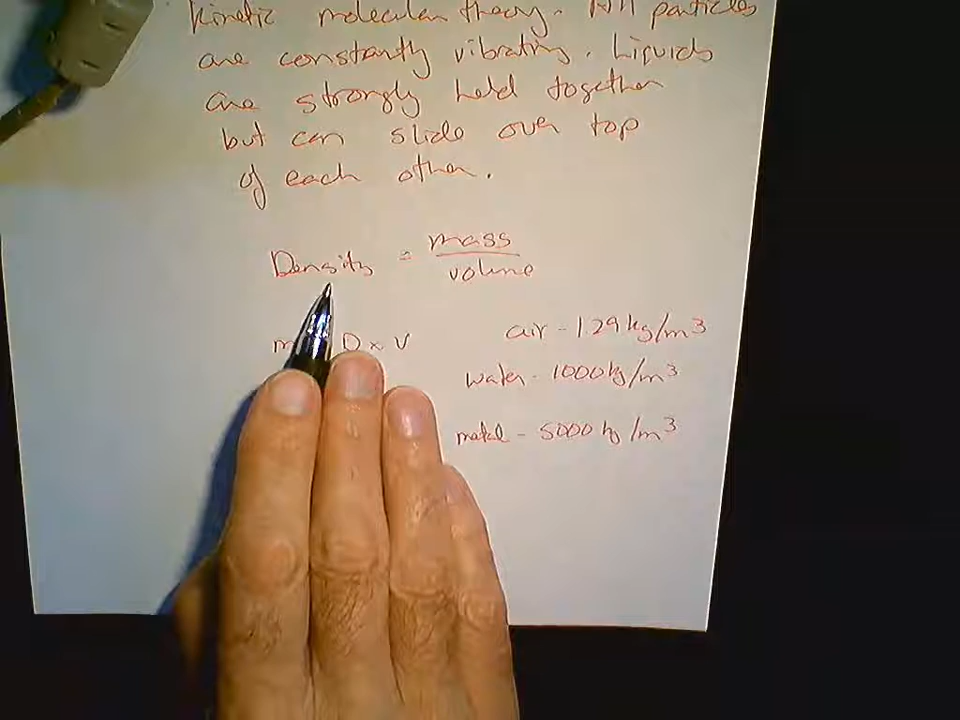 kinetic molecular theory. All particles
are constantly vibrating. Liquids
are strongly held together
but can slide over top
of each other.
Density = mass / volume
m D x V
air - 1.29 kg/m³
water - 1000 kg/m³
metal - 5000 kg/m³